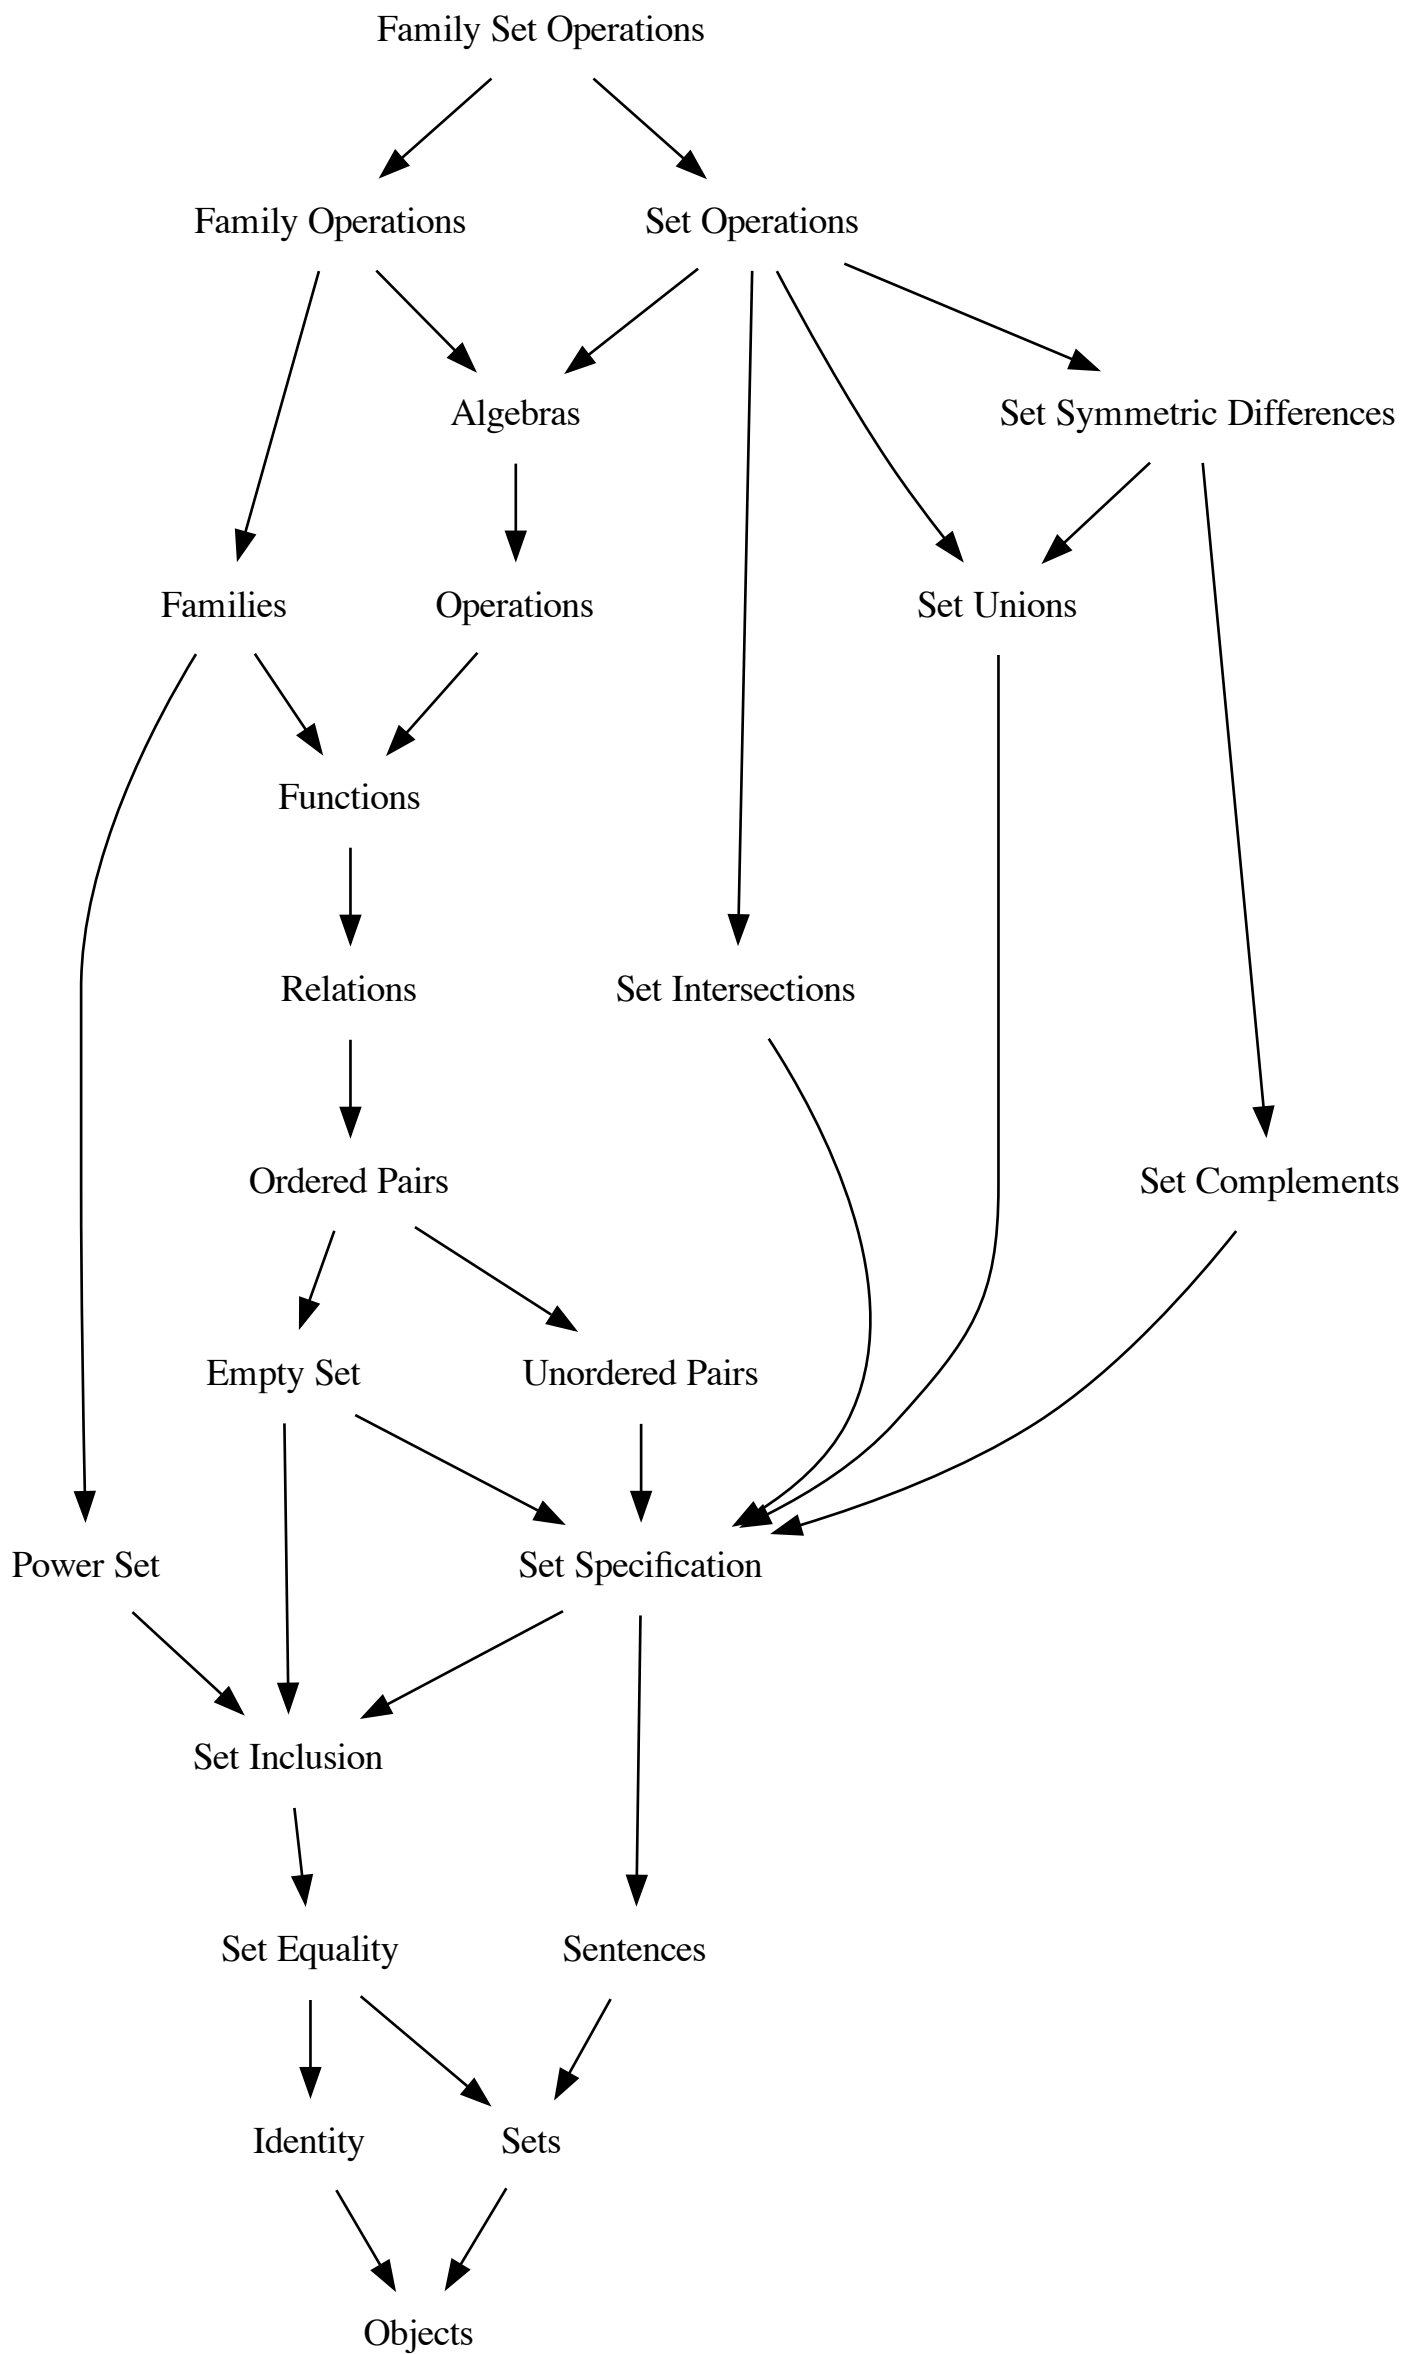 Family Set Operations
Family Operations
Set Operations
Algebras
Set Symmetric Differences
Families
Operations
Set Unions
Functions
Relations
Set Intersections
Ordered Pairs
Set Complements
Empty Set
Unordered Pairs
Power Set
Set Specification
Set Inclusion
Set Equality
Sentences
Identity
Sets
Objects